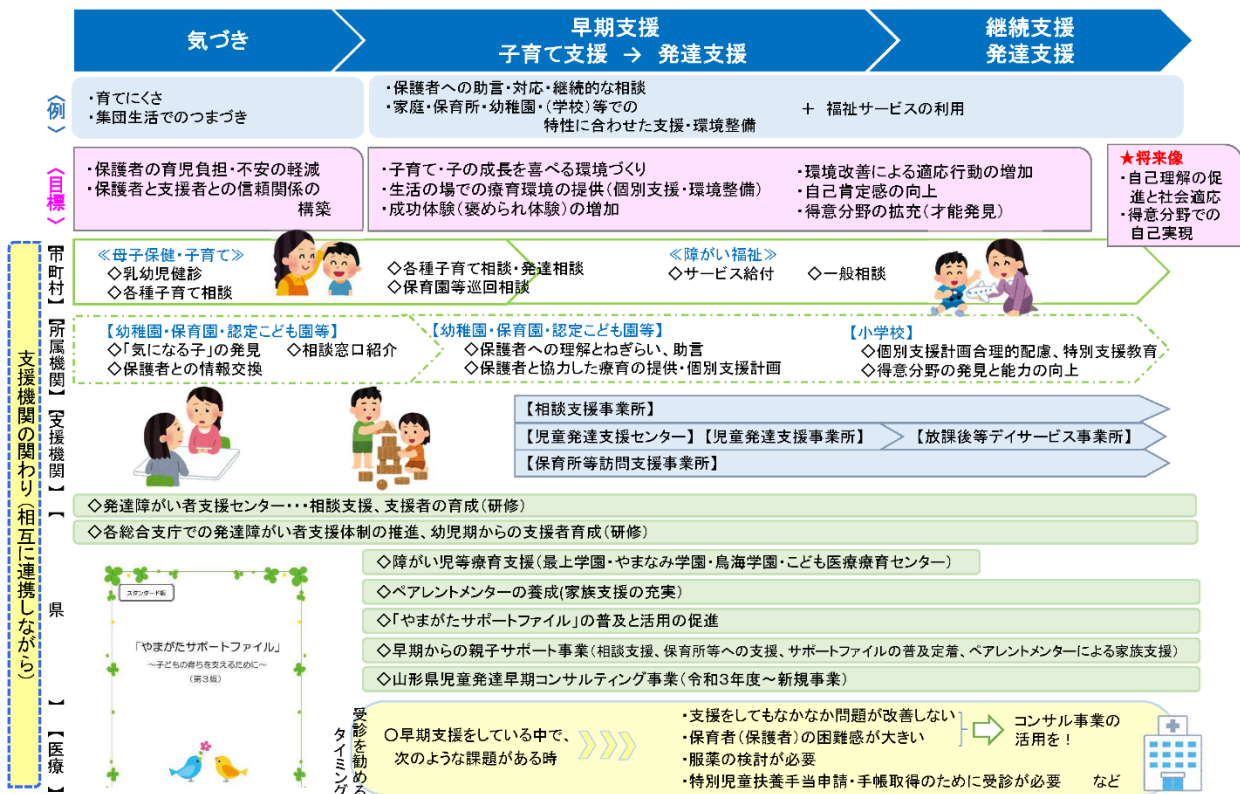 気づき
早期支援
子育て支援 → 発達支援
継続支援
発達支援
〈例〉
・育てにくさ
・集団生活でのつまづき
・保護者への助言・対応・継続的な相談
・家庭・保育所・幼稚園・(学校)等での
特性に合わせた支援・環境整備
＋ 福祉サービスの利用
〈目標〉
・保護者の育児負担・不安の軽減
・保護者と支援者との信頼関係の
構築
・子育て・子の成長を喜べる環境づくり
・生活の場での療育環境の提供(個別支援・環境整備)
・成功体験(褒められ体験)の増加
・環境改善による適応行動の増加
・自己肯定感の向上
・得意分野の拡充(才能発見)
★将来像
・自己理解の促
進と社会適応
・得意分野での
自己実現
支援機関の関わり(相互に連携しながら)
【市町村】
≪母子保健・子育て≫
◇乳幼児健診
◇各種子育て相談
◇各種子育て相談・発達相談
◇保育園等巡回相談
≪障がい福祉≫
◇サービス給付 ◇一般相談
【所属機関】
【幼稚園・保育園・認定こども園等】
◇「気になる子」の発見 ◇相談窓口紹介
◇保護者との情報交換
【幼稚園・保育園・認定こども園等】
◇保護者への理解とねぎらい、助言
◇保護者と協力した療育の提供・個別支援計画
【小学校】
◇個別支援計画合理的配慮、特別支援教育
◇得意分野の発見と能力の向上
【支援機関】
【相談支援事業所】
【児童発達支援センター】【児童発達支援事業所】
【放課後等デイサービス事業所】
【保育所等訪問支援事業所】
【県】
◇発達障がい者支援センター・・・相談支援、支援者の育成(研修)
◇各総合支庁での発達障がい者支援体制の推進、幼児期からの支援者育成(研修)
◇障がい児等療育支援(最上学園・やまなみ学園・鳥海学園・こども医療療育センター)
◇ペアレントメンターの養成(家族支援の充実)
◇「やまがたサポートファイル」の普及と活用の促進
◇早期からの親子サポート事業(相談支援、保育所等への支援、サポートファイルの普及定着、ペアレントメンターによる家族支援)
◇山形県児童発達早期コンサルティング事業(令和3年度～新規事業)
スタンダード版
「やまがたサポートファイル」
～子どもの育ちを支えるために～
(第3版)
【医療】
受診を勧める
タイミング
○早期支援をしている中で、
次のような課題がある時
・支援をしてもなかなか問題が改善しない
・保育者(保護者)の困難感が大きい
・服薬の検討が必要
・特別児童扶養手当申請・手帳取得のために受診が必要 など
コンサル事業の
活用を！